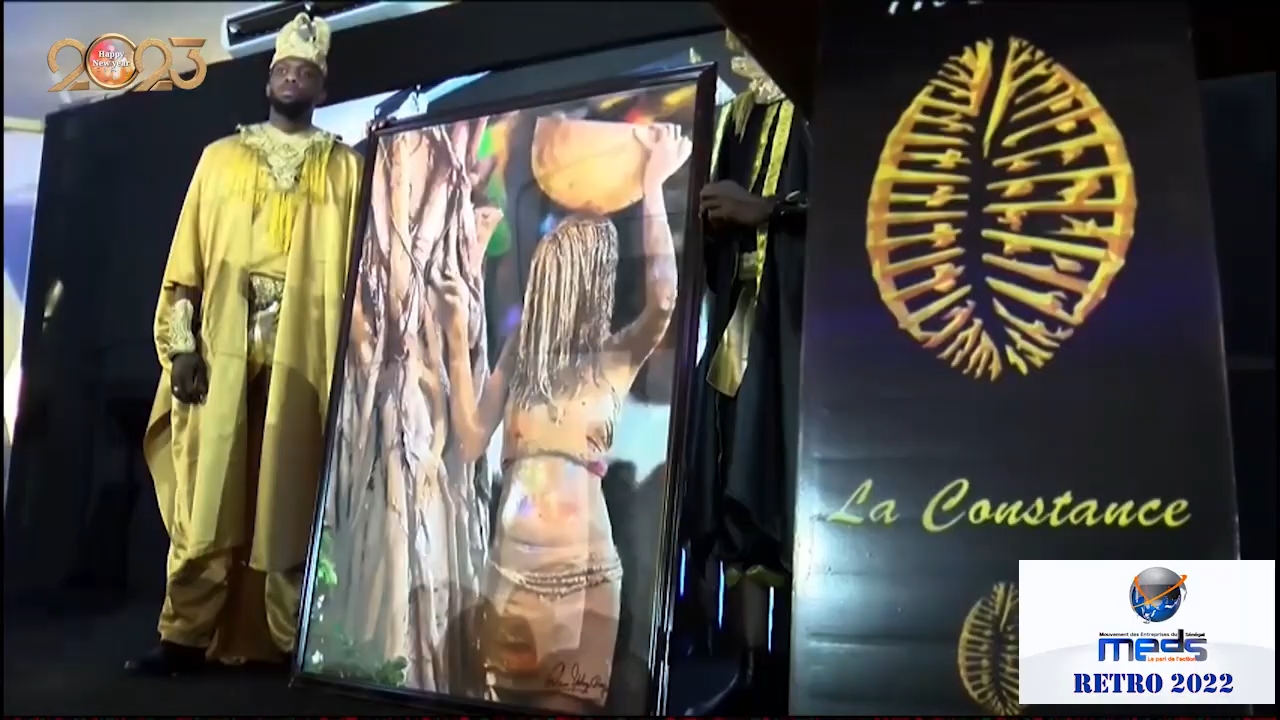 2023
Happy
New year
La Constance
Mouvement des Entreprises du Sénégal
meds
Le pari de l'action
RETRO 2022